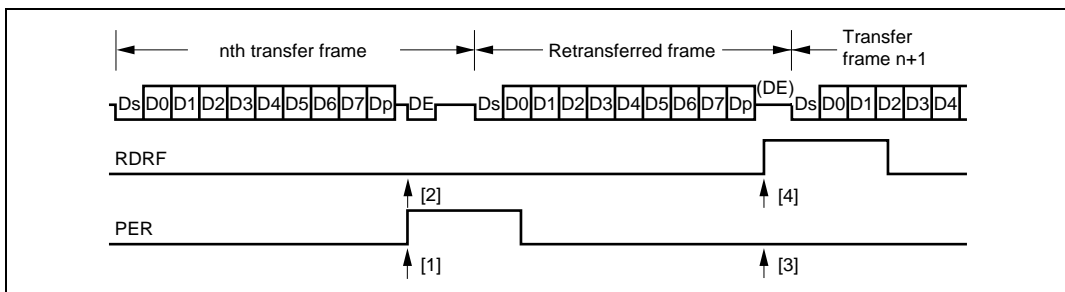 nth transfer frame
Retransferred frame
Transfer
frame n+1
Ds D0 D1 D2 D3 D4 D5 D6 D7 Dp DE Ds D0 D1 D2 D3 D4 D5 D6 D7 Dp (DE) Ds D0 D1 D2 D3 D4
RDRF
[2] [4]
PER
[1] [3]